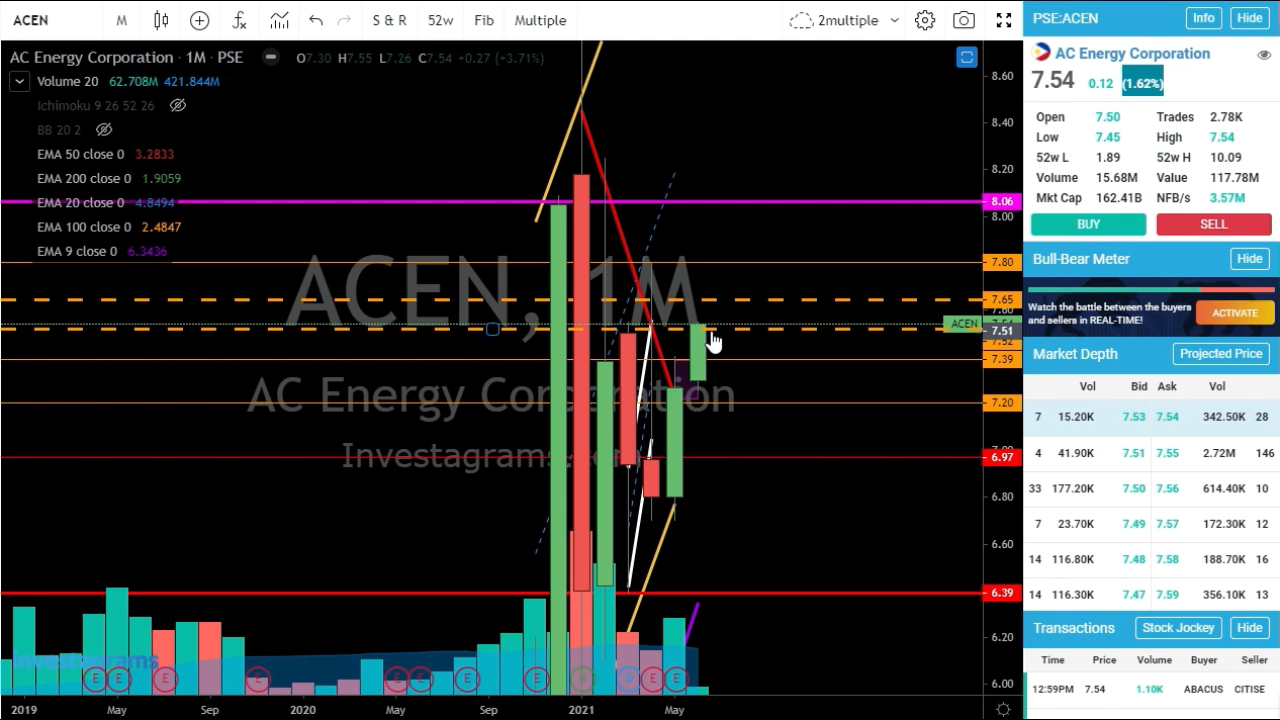 ACEN M S & R 52w Fib Multiple 2multiple
AC Energy Corporation · 1M · PSE O7.30 H7.55 L7.26 C7.54 +0.27 (+3.71%)
Volume 20 62.708M 421.844M
Ichimoku 9 26 52 26
BB 20 2
EMA 50 close 0 3.2833
EMA 200 close 0 1.9059
EMA 20 close 0 4.8494
EMA 100 close 0 2.4847
EMA 9 close 0 6.3436
ACEN, 1M
AC Energy Corporation
Investagrams.com
investagrams
8.60
8.40
8.20
8.06
8.00
7.80
7.65
7.60
ACEN
7.51
7.52
7.39
7.20
6.97
6.80
6.60
6.39
6.20
6.00
E E E E E E E E E E
2019 May Sep 2020 May Sep 2021 May
PSE:ACEN Info Hide
AC Energy Corporation
7.54 0.12 (1.62%)
Open 7.50 Trades 2.78K
Low 7.45 High 7.54
52w L 1.89 52w H 10.09
Volume 15.68M Value 117.78M
Mkt Cap 162.41B NFB/s 3.57M
BUY SELL
Bull-Bear Meter Hide
Watch the battle between the buyers
and sellers in REAL-TIME! ACTIVATE
Market Depth Projected Price
Vol Bid Ask Vol
7 15.20K 7.53 7.54 342.50K 28
4 41.90K 7.51 7.55 2.72M 146
33 177.20K 7.50 7.56 614.40K 10
7 23.70K 7.49 7.57 172.30K 12
14 116.80K 7.48 7.58 188.70K 16
14 116.30K 7.47 7.59 356.10K 13
Transactions Stock Jockey Hide
Time Price Volume Buyer Seller
12:59PM 7.54 1.10K ABACUS CITISE